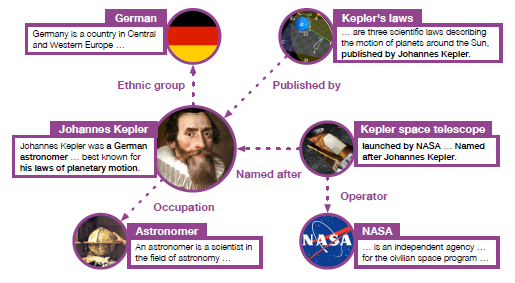 German
Germany is a country in Central
and Western Europe …
Kepler's laws
… are three scientific laws describing
the motion of planets around the Sun,
published by Johannes Kepler.
Ethnic group
Published by
Johannes Kepler
Johannes Kepler was a German
astronomer … best known for
his laws of planetary motion.
Kepler space telescope
launched by NASA … Named
after Johannes Kepler.
Named after
Occupation
Operator
Astronomer
An astronomer is a scientist in
the field of astronomy …
NASA
NASA
… is an independent agency …
for the civilian space program …